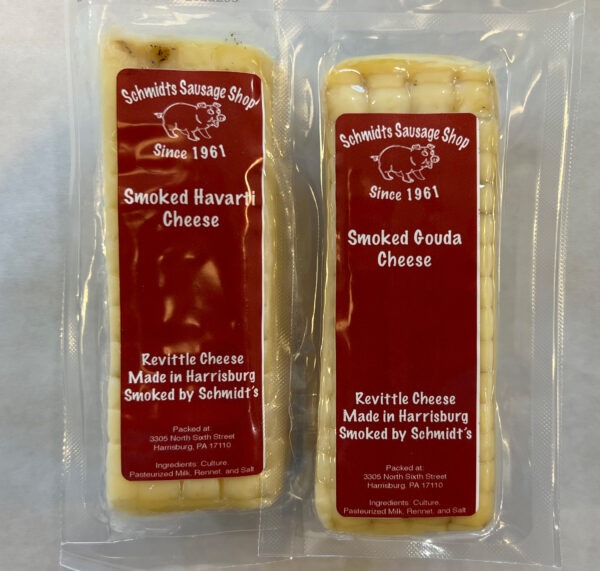 Schmidts Sausage Shop
Since 1961
Smoked Havarti
Cheese
Revittle Cheese
Made in Harrisburg
Smoked by Schmidt's
Packed at:
3305 North Sixth Street
Harrisburg, PA 17110
Ingredients: Culture,
Pasteurized Milk, Rennet, and Salt
Schmidts Sausage Shop
Since 1961
Smoked Gouda
Cheese
Revittle Cheese
Made in Harrisburg
Smoked by Schmidt's
Packed at:
3305 North Sixth Street
Harrisburg, PA 17110
Ingredients: Culture,
Pasteurized Milk, Rennet, and Salt